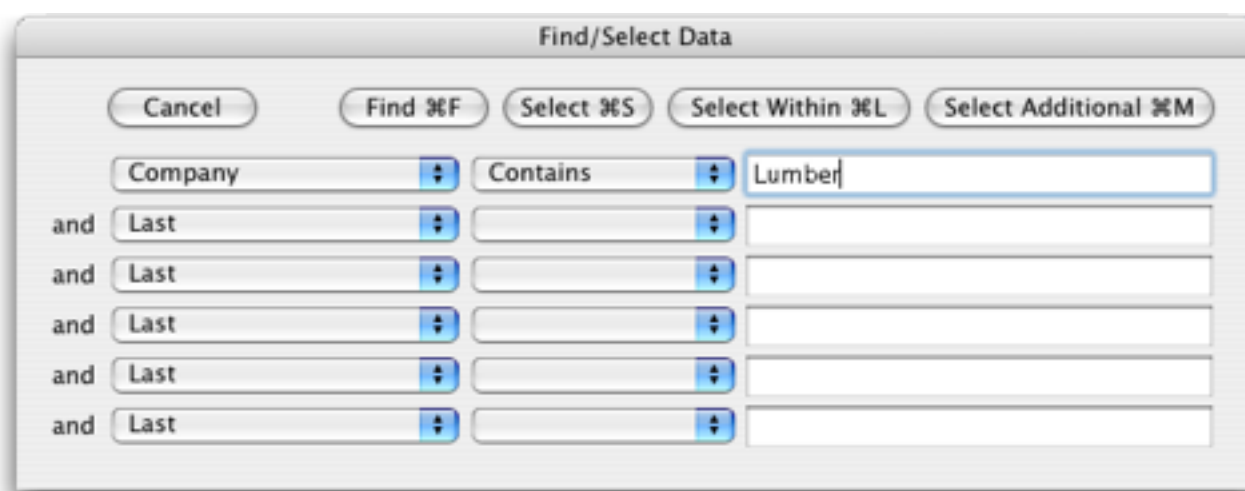 Find/Select Data
Cancel Find ⌘F Select ⌘S Select Within ⌘L Select Additional ⌘M
Company Contains Lumber
and Last
and Last
and Last
and Last
and Last